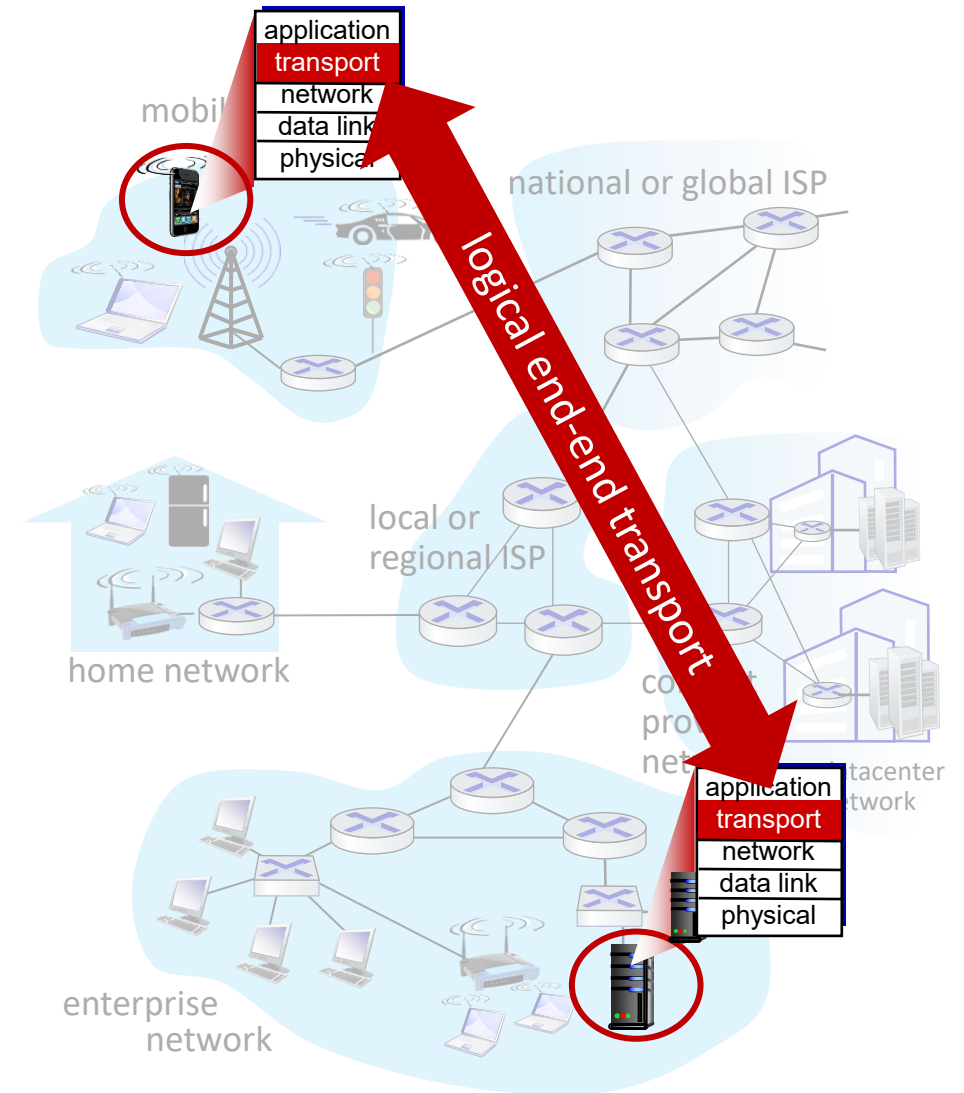 application
transport
network
data link
physical
national or global ISP
logical end-end transport
local or
regional ISP
home network
application
transport
network
data link
physical
network
enterprise
network